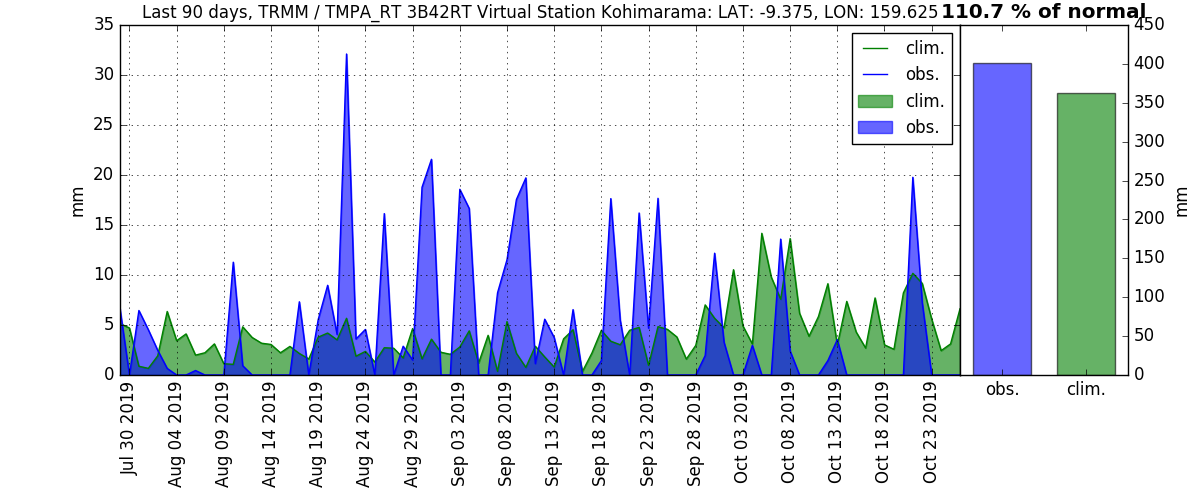 Last 90 days, TRMM / TMPA_RT 3B42RT Virtual Station Kohimarama: LAT: -9.375, LON: 159.625
110.7 % of normal
35
30
25
20
15
10
5
0
mm
clim.
obs.
clim.
obs.
Jul 30 2019
Aug 04 2019
Aug 09 2019
Aug 14 2019
Aug 19 2019
Aug 24 2019
Aug 29 2019
Sep 03 2019
Sep 08 2019
Sep 13 2019
Sep 18 2019
Sep 23 2019
Sep 28 2019
Oct 03 2019
Oct 08 2019
Oct 13 2019
Oct 18 2019
Oct 23 2019
450
400
350
300
250
200
150
100
50
0
mm
obs.
clim.